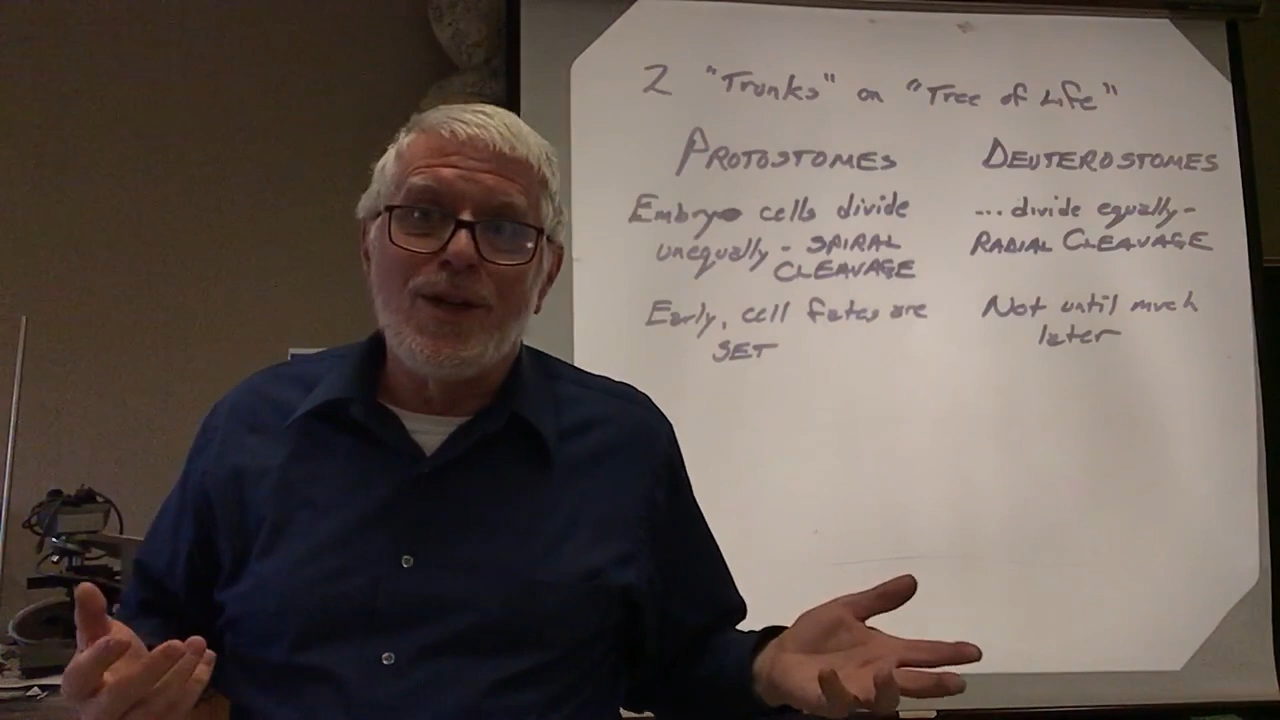 2 "Trunks" on "Tree of Life"
PROTOSTOMES
Embryo cells divide
unequally - SPIRAL
CLEAVAGE
Early, cell fates are
SET
DEUTEROSTOMES
... divide equally -
RADIAL CLEAVAGE
Not until much
later